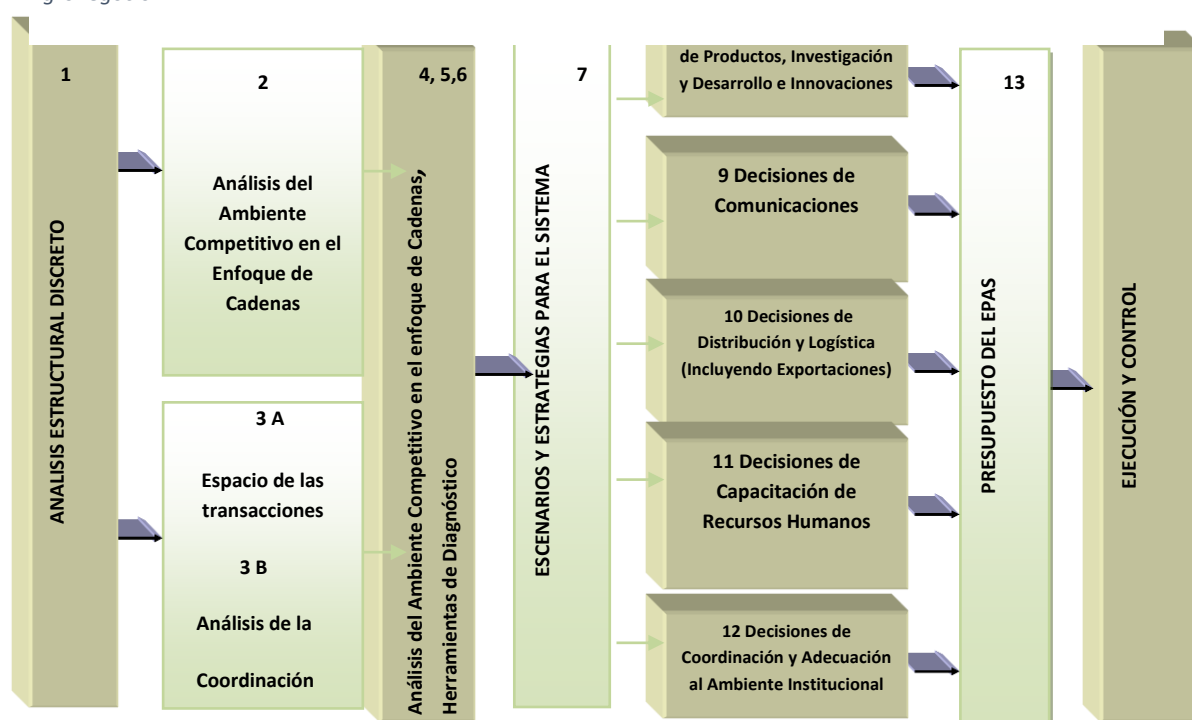 1
ANALISIS ESTRUCTURAL DISCRETO
2
Análisis del
Ambiente
Competitivo en el
Enfoque de
Cadenas
3 A
Espacio de las
transacciones
3 B
Análisis de la
Coordinación
4, 5,6
Análisis del Ambiente Competitivo en el enfoque de Cadenas,
Herramientas de Diagnóstico
7
ESCENARIOS Y ESTRATEGIAS PARA EL SISTEMA
de Productos, Investigación
y Desarrollo e Innovaciones
9 Decisiones de
Comunicaciones
10 Decisiones de
Distribución y Logística
(Incluyendo Exportaciones)
11 Decisiones de
Capacitación de
Recursos Humanos
12 Decisiones de
Coordinación y Adecuación
al Ambiente Institucional
13
PRESUPUESTO DEL EPAS
EJECUCIÓN Y CONTROL